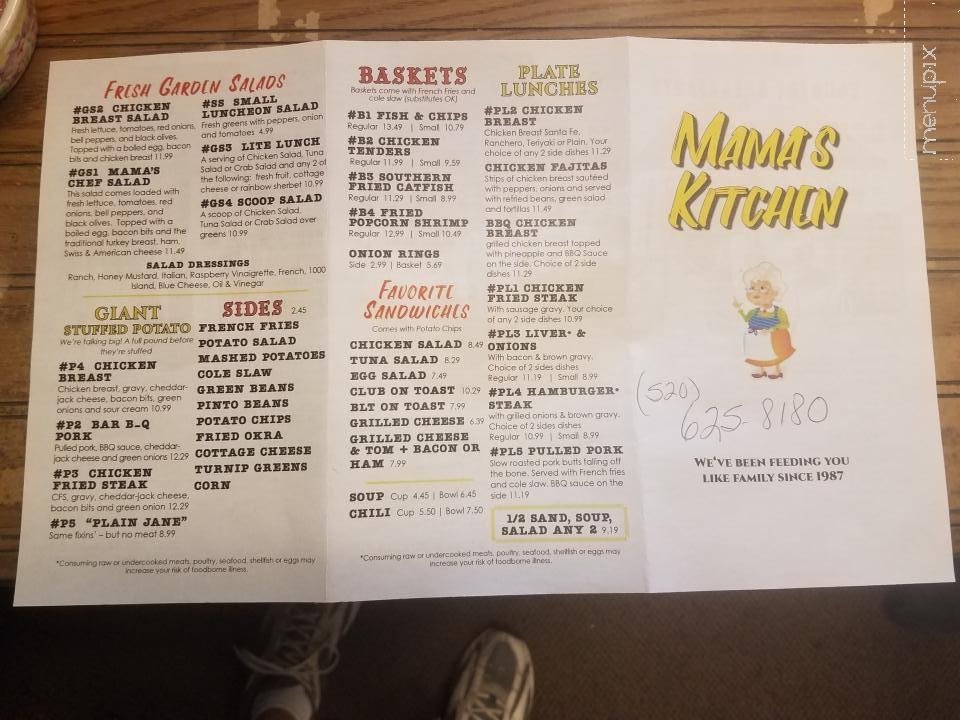 FRESH GARDEN SALADS
#GS2 CHICKEN
BREAST SALAD
Fresh lettuce, tomatoes, red onions,
bell peppers, and black olives.
Topped with a boiled egg, bacon
bits and chicken breast 11.99
#GS1 MAMA'S
CHEF SALAD
This salad comes loaded with
fresh lettuce, tomatoes, red
onions, bell peppers, and
black olives. Topped with a
boiled egg, bacon bits and the
traditional turkey breast, ham,
Swiss & American cheese 11.49
#SS SMALL
LUNCHEON SALAD
Fresh greens with peppers, onion
and tomatoes 4.99
#GS3 LITE LUNCH
A serving of Chicken Salad, Tuna
Salad or Crab Salad and any 2 of
the following: fresh fruit, cottage
cheese or rainbow sherbet 10.99
#GS4 SCOOP SALAD
A scoop of Chicken Salad,
Tuna Salad or Crab Salad over
greens 10.99
SALAD DRESSINGS
Ranch, Honey Mustard, Italian, Raspberry Vinaigrette, French, 1000
Island, Blue Cheese, Oil & Vinegar
GIANT
STUFFED POTATO
We're talking big! A full pound before
they're stuffed
#P4 CHICKEN
BREAST
Chicken breast, gravy, cheddar-
jack cheese, bacon bits, green
onions and sour cream 10.99
#P2 BAR B-Q
PORK
Pulled pork, BBQ sauce, cheddar-
jack cheese and green onions 12.29
#P3 CHICKEN
FRIED STEAK
CFS, gravy, cheddar-jack cheese,
bacon bits and green onion 12.29
#P5 "PLAIN JANE"
Same fixins' – but no meat 8.99
SIDES 2.45
FRENCH FRIES
POTATO SALAD
MASHED POTATOES
COLE SLAW
GREEN BEANS
PINTO BEANS
POTATO CHIPS
FRIED OKRA
COTTAGE CHEESE
TURNIP GREENS
CORN
*Consuming raw or undercooked meats, poultry, seafood, shellfish or eggs may
increase your risk of foodborne illness.
BASKETS
Baskets come with French Fries and
cole slaw (substitutes OK)
#B1 FISH & CHIPS
Regular 13.49 | Small 10.79
#B2 CHICKEN
TENDERS
Regular 11.99 | Small 9.59
#B3 SOUTHERN
FRIED CATFISH
Regular 11.29 | Small 8.99
#B4 FRIED
POPCORN SHRIMP
Regular 12.99 | Small 10.49
ONION RINGS
Side 2.99 | Basket 5.69
FAVORITE
SANDWICHES
Comes with Potato Chips
CHICKEN SALAD 8.49
TUNA SALAD 8.29
EGG SALAD 7.49
CLUB ON TOAST 10.29
BLT ON TOAST 7.99
GRILLED CHEESE 6.39
GRILLED CHEESE
& TOM + BACON OR
HAM 7.99
SOUP Cup 4.45 | Bowl 6.45
CHILI Cup 5.50 | Bowl 7.50
PLATE
LUNCHES
#PL2 CHICKEN
BREAST
Chicken Breast Santa Fe,
Ranchero, Teriyaki or Plain. Your
choice of any 2 side dishes 11.29
CHICKEN FAJITAS
Strips of chicken breast sautéed
with peppers, onions and served
with refried beans, green salad
and tortillas 11.49
BBQ CHICKEN
BREAST
grilled chicken breast topped
with pineapple and BBQ Sauce
on the side. Choice of 2 side
dishes 11.29
#PL1 CHICKEN
FRIED STEAK
With sausage gravy. Your choice
of any 2 side dishes 10.99
#PL3 LIVER* &
ONIONS
With bacon & brown gravy.
Choice of 2 sides dishes
Regular 11.19 | Small 8.99
#PL4 HAMBURGER*
STEAK
with grilled onions & brown gravy.
Choice of 2 sides dishes
Regular 10.99 | Small 8.99
#PL5 PULLED PORK
Slow roasted pork butts falling off
the bone. Served with French fries
and cole slaw. BBQ sauce on the
side 11.19
1/2 SAND, SOUP,
SALAD ANY 2 9.19
*Consuming raw or undercooked meats, poultry, seafood, shellfish or eggs may
increase your risk of foodborne illness.
MAMA'S
KITCHEN
(520)
625-8180
WE'VE BEEN FEEDING YOU
LIKE FAMILY SINCE 1987
menupix